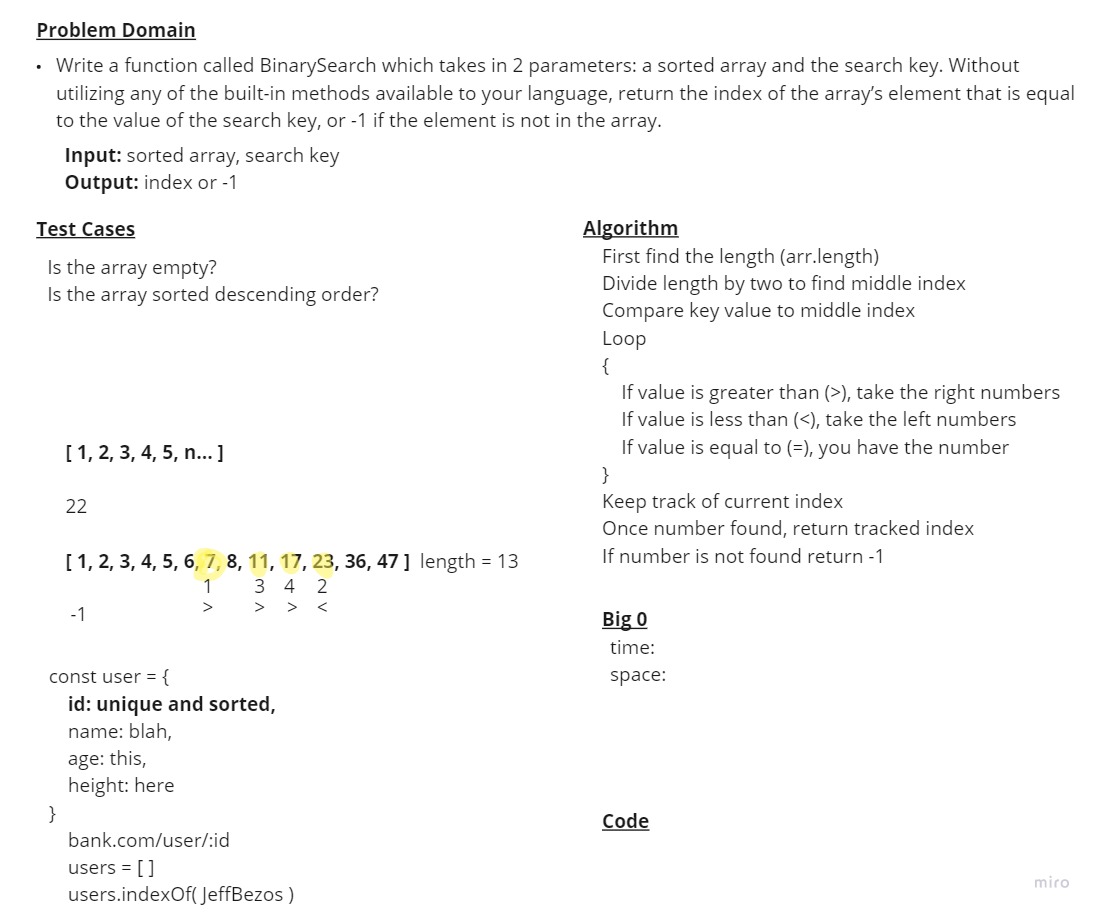 Problem Domain
• Write a function called BinarySearch which takes in 2 parameters: a sorted array and the search key. Without
utilizing any of the built-in methods available to your language, return the index of the array’s element that is equal
to the value of the search key, or -1 if the element is not in the array.
Input: sorted array, search key
Output: index or -1
Test Cases
Is the array empty?
Is the array sorted descending order?
[ 1, 2, 3, 4, 5, n... ]
22
[ 1, 2, 3, 4, 5, 6, 7, 8, 11, 17, 23, 36, 47 ] length = 13
1 3 4 2
> > > <
-1
const user = {
id: unique and sorted,
name: blah,
age: this,
height: here
}
bank.com/user/:id
users = [ ]
users.indexOf( JeffBezos )
Algorithm
First find the length (arr.length)
Divide length by two to find middle index
Compare key value to middle index
Loop
{
If value is greater than (>), take the right numbers
If value is less than (<), take the left numbers
If value is equal to (=), you have the number
}
Keep track of current index
Once number found, return tracked index
If number is not found return -1
Big 0
time:
space:
Code
miro